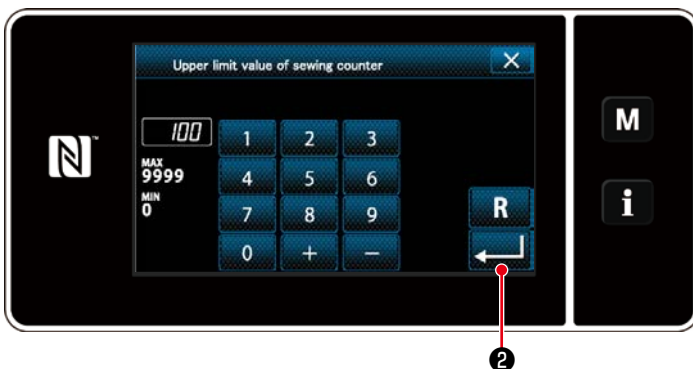 Upper limit value of sewing counter
100
MAX
9999
MIN
0
1 2 3
4 5 6
7 8 9
0 + −
R
M
i
N™
❷